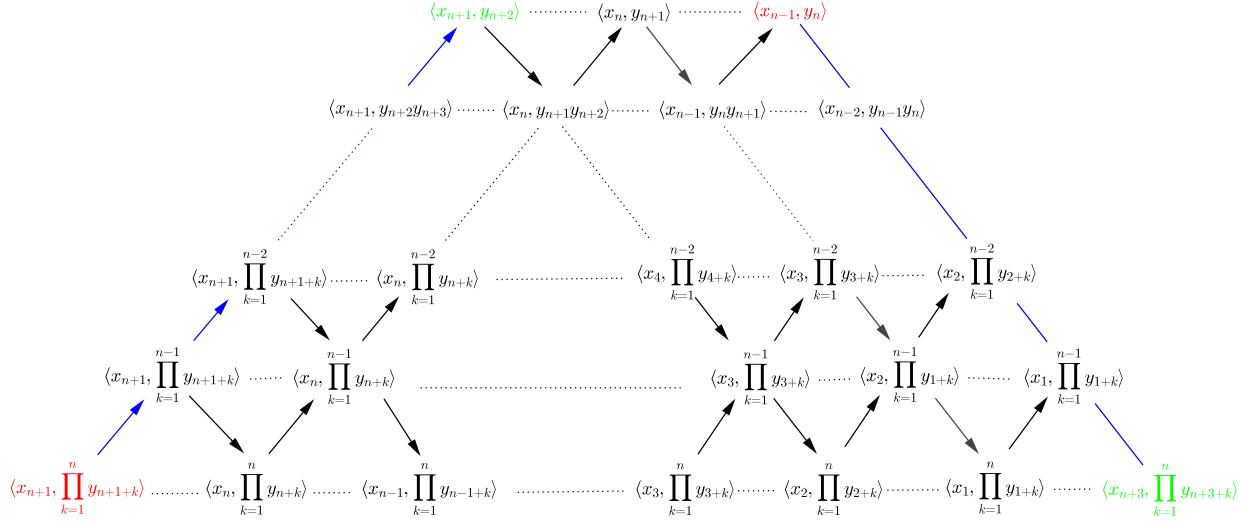 ⟨x_{n+1}, y_{n+2}⟩ ⟨x_n, y_{n+1}⟩ ⟨x_{n−1}, y_n⟩
⟨x_{n+1}, y_{n+2}y_{n+3}⟩ ⟨x_n, y_{n+1}y_{n+2}⟩ ⟨x_{n−1}, y_ny_{n+1}⟩ ⟨x_{n−2}, y_{n−1}y_n⟩
⟨x_{n+1}, ∏_{k=1}^{n−2} y_{n+1+k}⟩ ⟨x_n, ∏_{k=1}^{n−2} y_{n+k}⟩ ⟨x_4, ∏_{k=1}^{n−2} y_{4+k}⟩ ⟨x_3, ∏_{k=1}^{n−2} y_{3+k}⟩ ⟨x_2, ∏_{k=1}^{n−2} y_{2+k}⟩
⟨x_{n+1}, ∏_{k=1}^{n−1} y_{n+1+k}⟩ ⟨x_n, ∏_{k=1}^{n−1} y_{n+k}⟩ ⟨x_3, ∏_{k=1}^{n−1} y_{3+k}⟩ ⟨x_2, ∏_{k=1}^{n−1} y_{1+k}⟩ ⟨x_1, ∏_{k=1}^{n−1} y_{1+k}⟩
⟨x_{n+1}, ∏_{k=1}^{n} y_{n+1+k}⟩ ⟨x_n, ∏_{k=1}^{n} y_{n+k}⟩ ⟨x_{n−1}, ∏_{k=1}^{n} y_{n−1+k}⟩ ⟨x_3, ∏_{k=1}^{n} y_{3+k}⟩ ⟨x_2, ∏_{k=1}^{n} y_{2+k}⟩ ⟨x_1, ∏_{k=1}^{n} y_{1+k}⟩ ⟨x_{n+3}, ∏_{k=1}^{n} y_{n+3+k}⟩